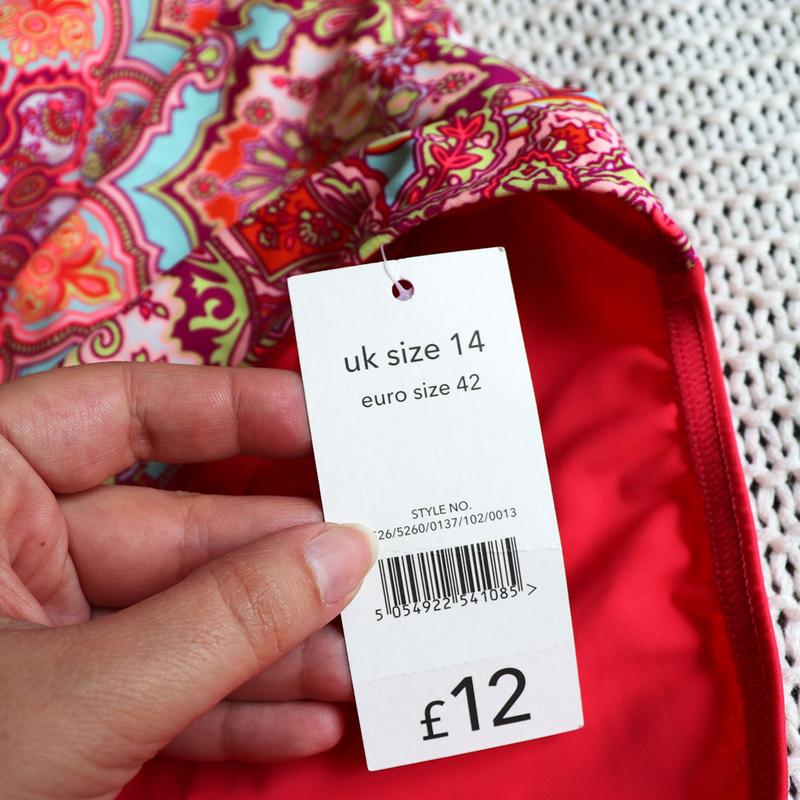 uk size 14
euro size 42
STYLE NO.
26/5260/0137/102/0013
5 054922 541085 >
£12